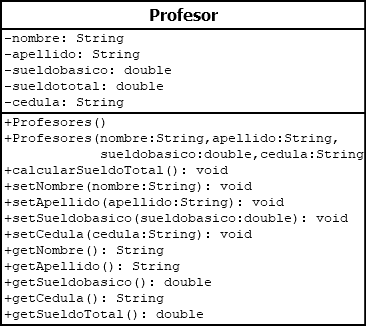 Profesor
-nombre: String
-apellido: String
-sueldobasico: double
-sueldototal: double
-cedula: String
+Profesores()
+Profesores(nombre:String,apellido:String,
sueldobasico:double,cedula:String
+calcularSueldoTotal(): void
+setNombre(nombre:String): void
+setApellido(apellido:String): void
+setSueldobasico(sueldobasico:double): void
+setCedula(cedula:String): void
+getNombre(): String
+getApellido(): String
+getSueldobasico(): double
+getCedula(): String
+getSueldoTotal(): double